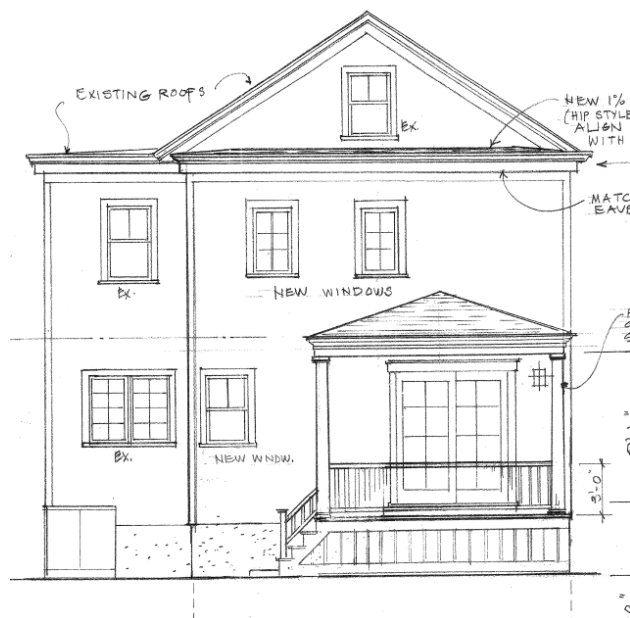 EXISTING ROOFS
EX.
NEW 1%
(HIP STYLE
ALIGN
WITH
MATC
EAVE
EX.
NEW WINDOWS
EX.
NEW WNDW.
3'-0"